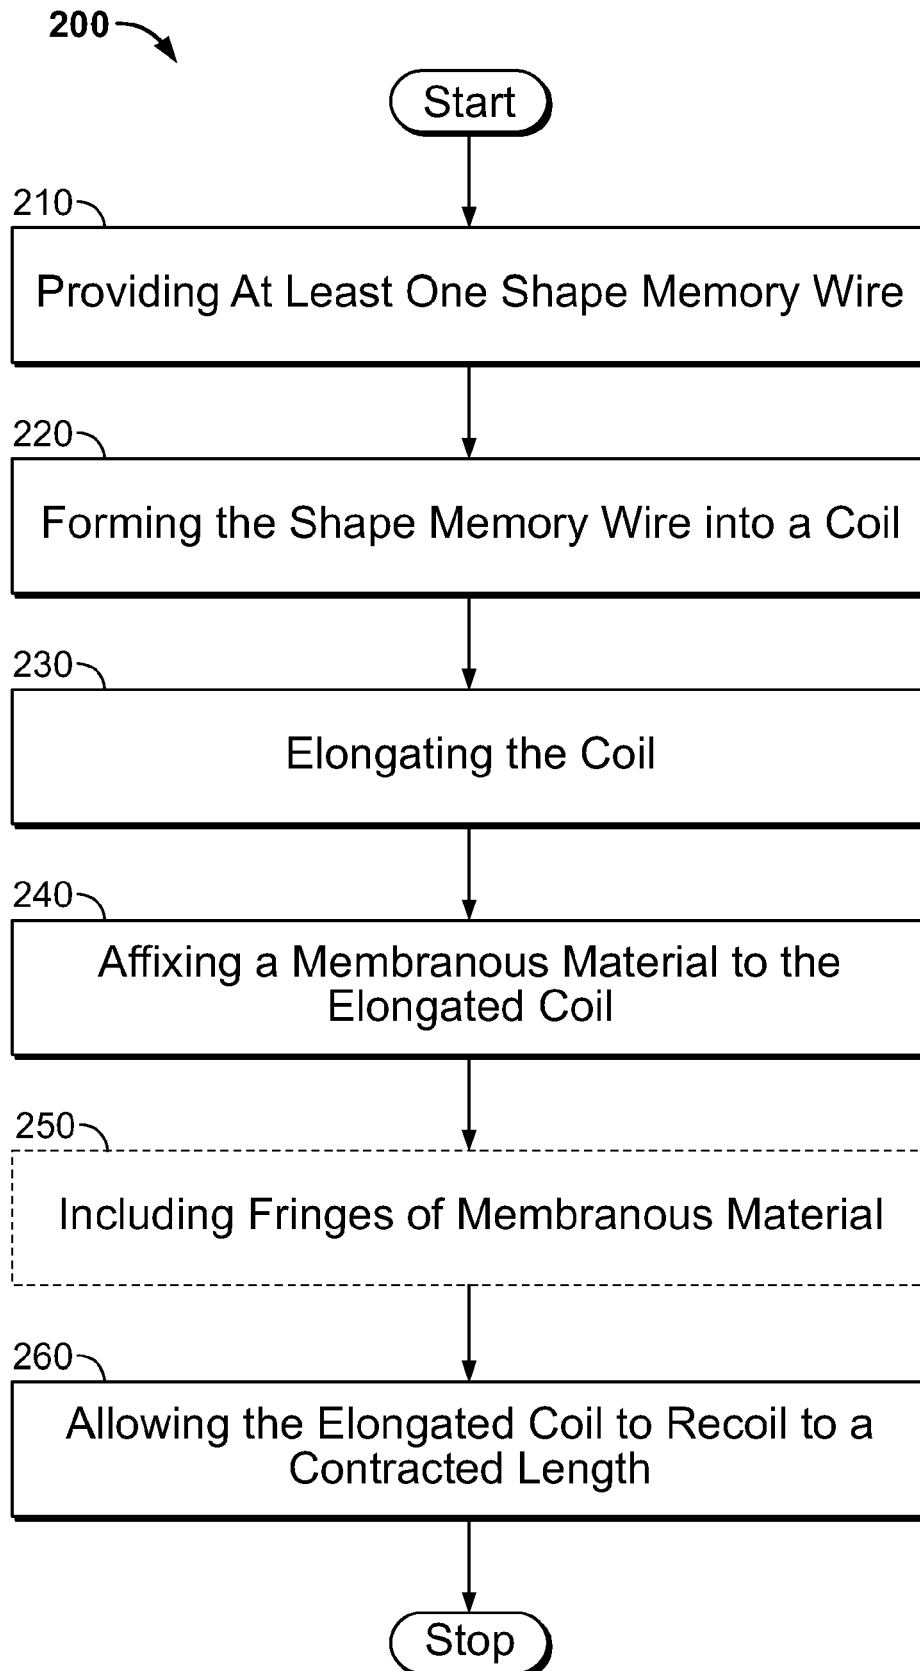 200
Start
210
Providing At Least One Shape Memory Wire
220
Forming the Shape Memory Wire into a Coil
230
Elongating the Coil
240
Affixing a Membranous Material to the
Elongated Coil
250
Including Fringes of Membranous Material
260
Allowing the Elongated Coil to Recoil to a
Contracted Length
Stop